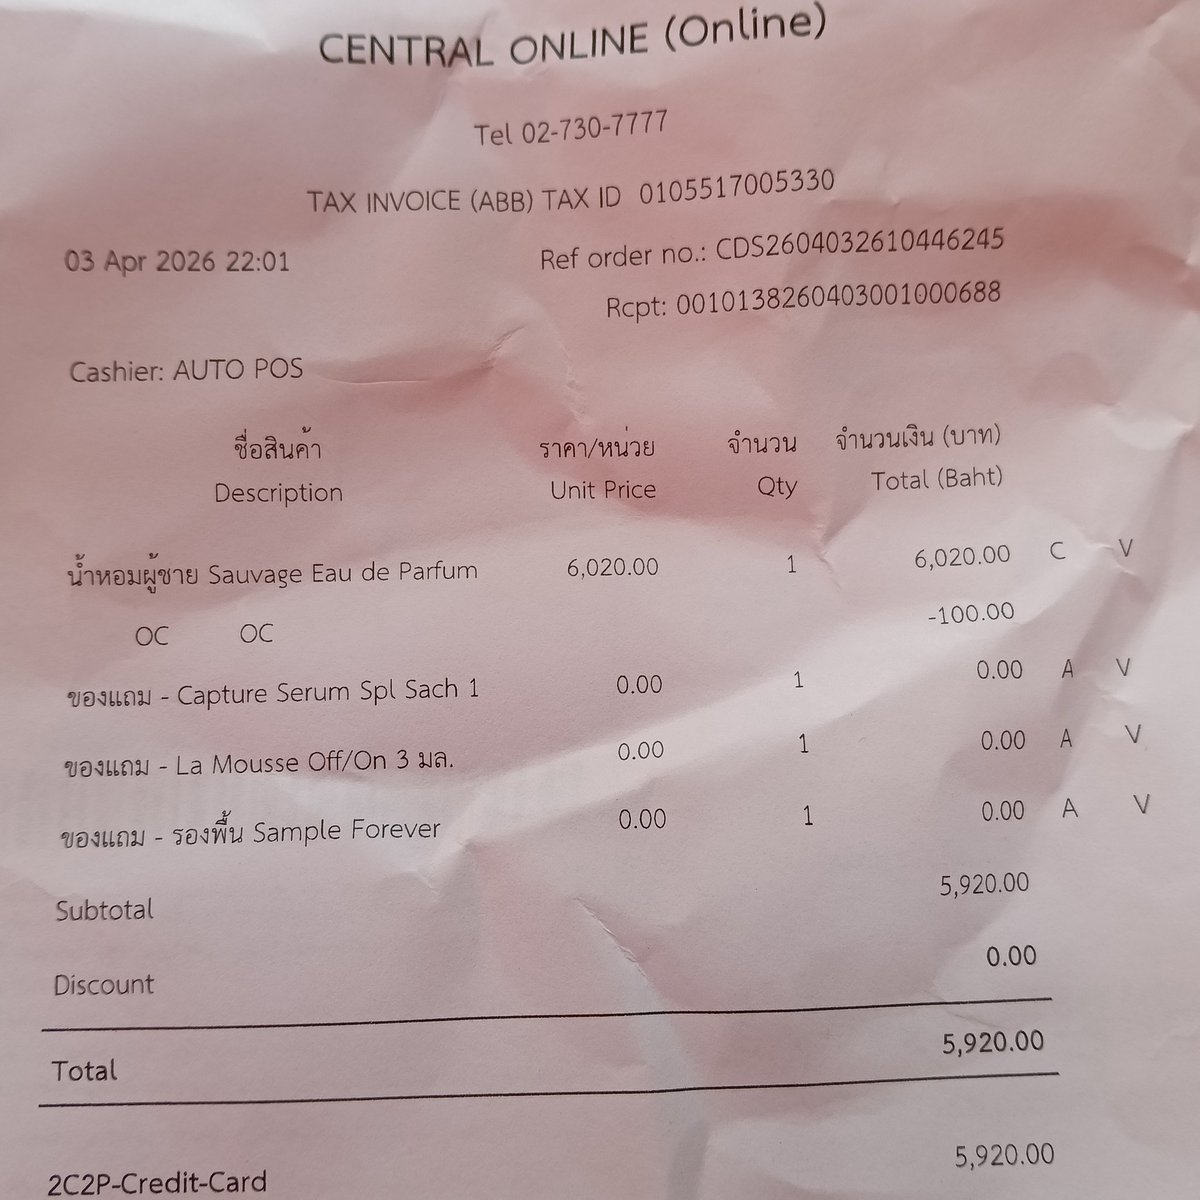 CENTRAL ONLINE (Online)
Tel 02-730-7777
TAX INVOICE (ABB) TAX ID 0105517005330
03 Apr 2026 22:01 Ref order no.: CDS2604032610446245
Rcpt: 0010138260403001000688
Cashier: AUTO POS
ชื่อสินค้า ราคา/หน่วย จำนวน จำนวนเงิน (บาท)
Description Unit Price Qty Total (Baht)
น้ำหอมผู้ชาย Sauvage Eau de Parfum 6,020.00 1 6,020.00 C V
OC OC -100.00
ของแถม - Capture Serum Spl Sach 1 0.00 1 0.00 A V
ของแถม - La Mousse Off/On 3 มล. 0.00 1 0.00 A V
ของแถม - รองพื้น Sample Forever 0.00 1 0.00 A V
Subtotal 5,920.00
Discount 0.00
Total 5,920.00
2C2P-Credit-Card 5,920.00